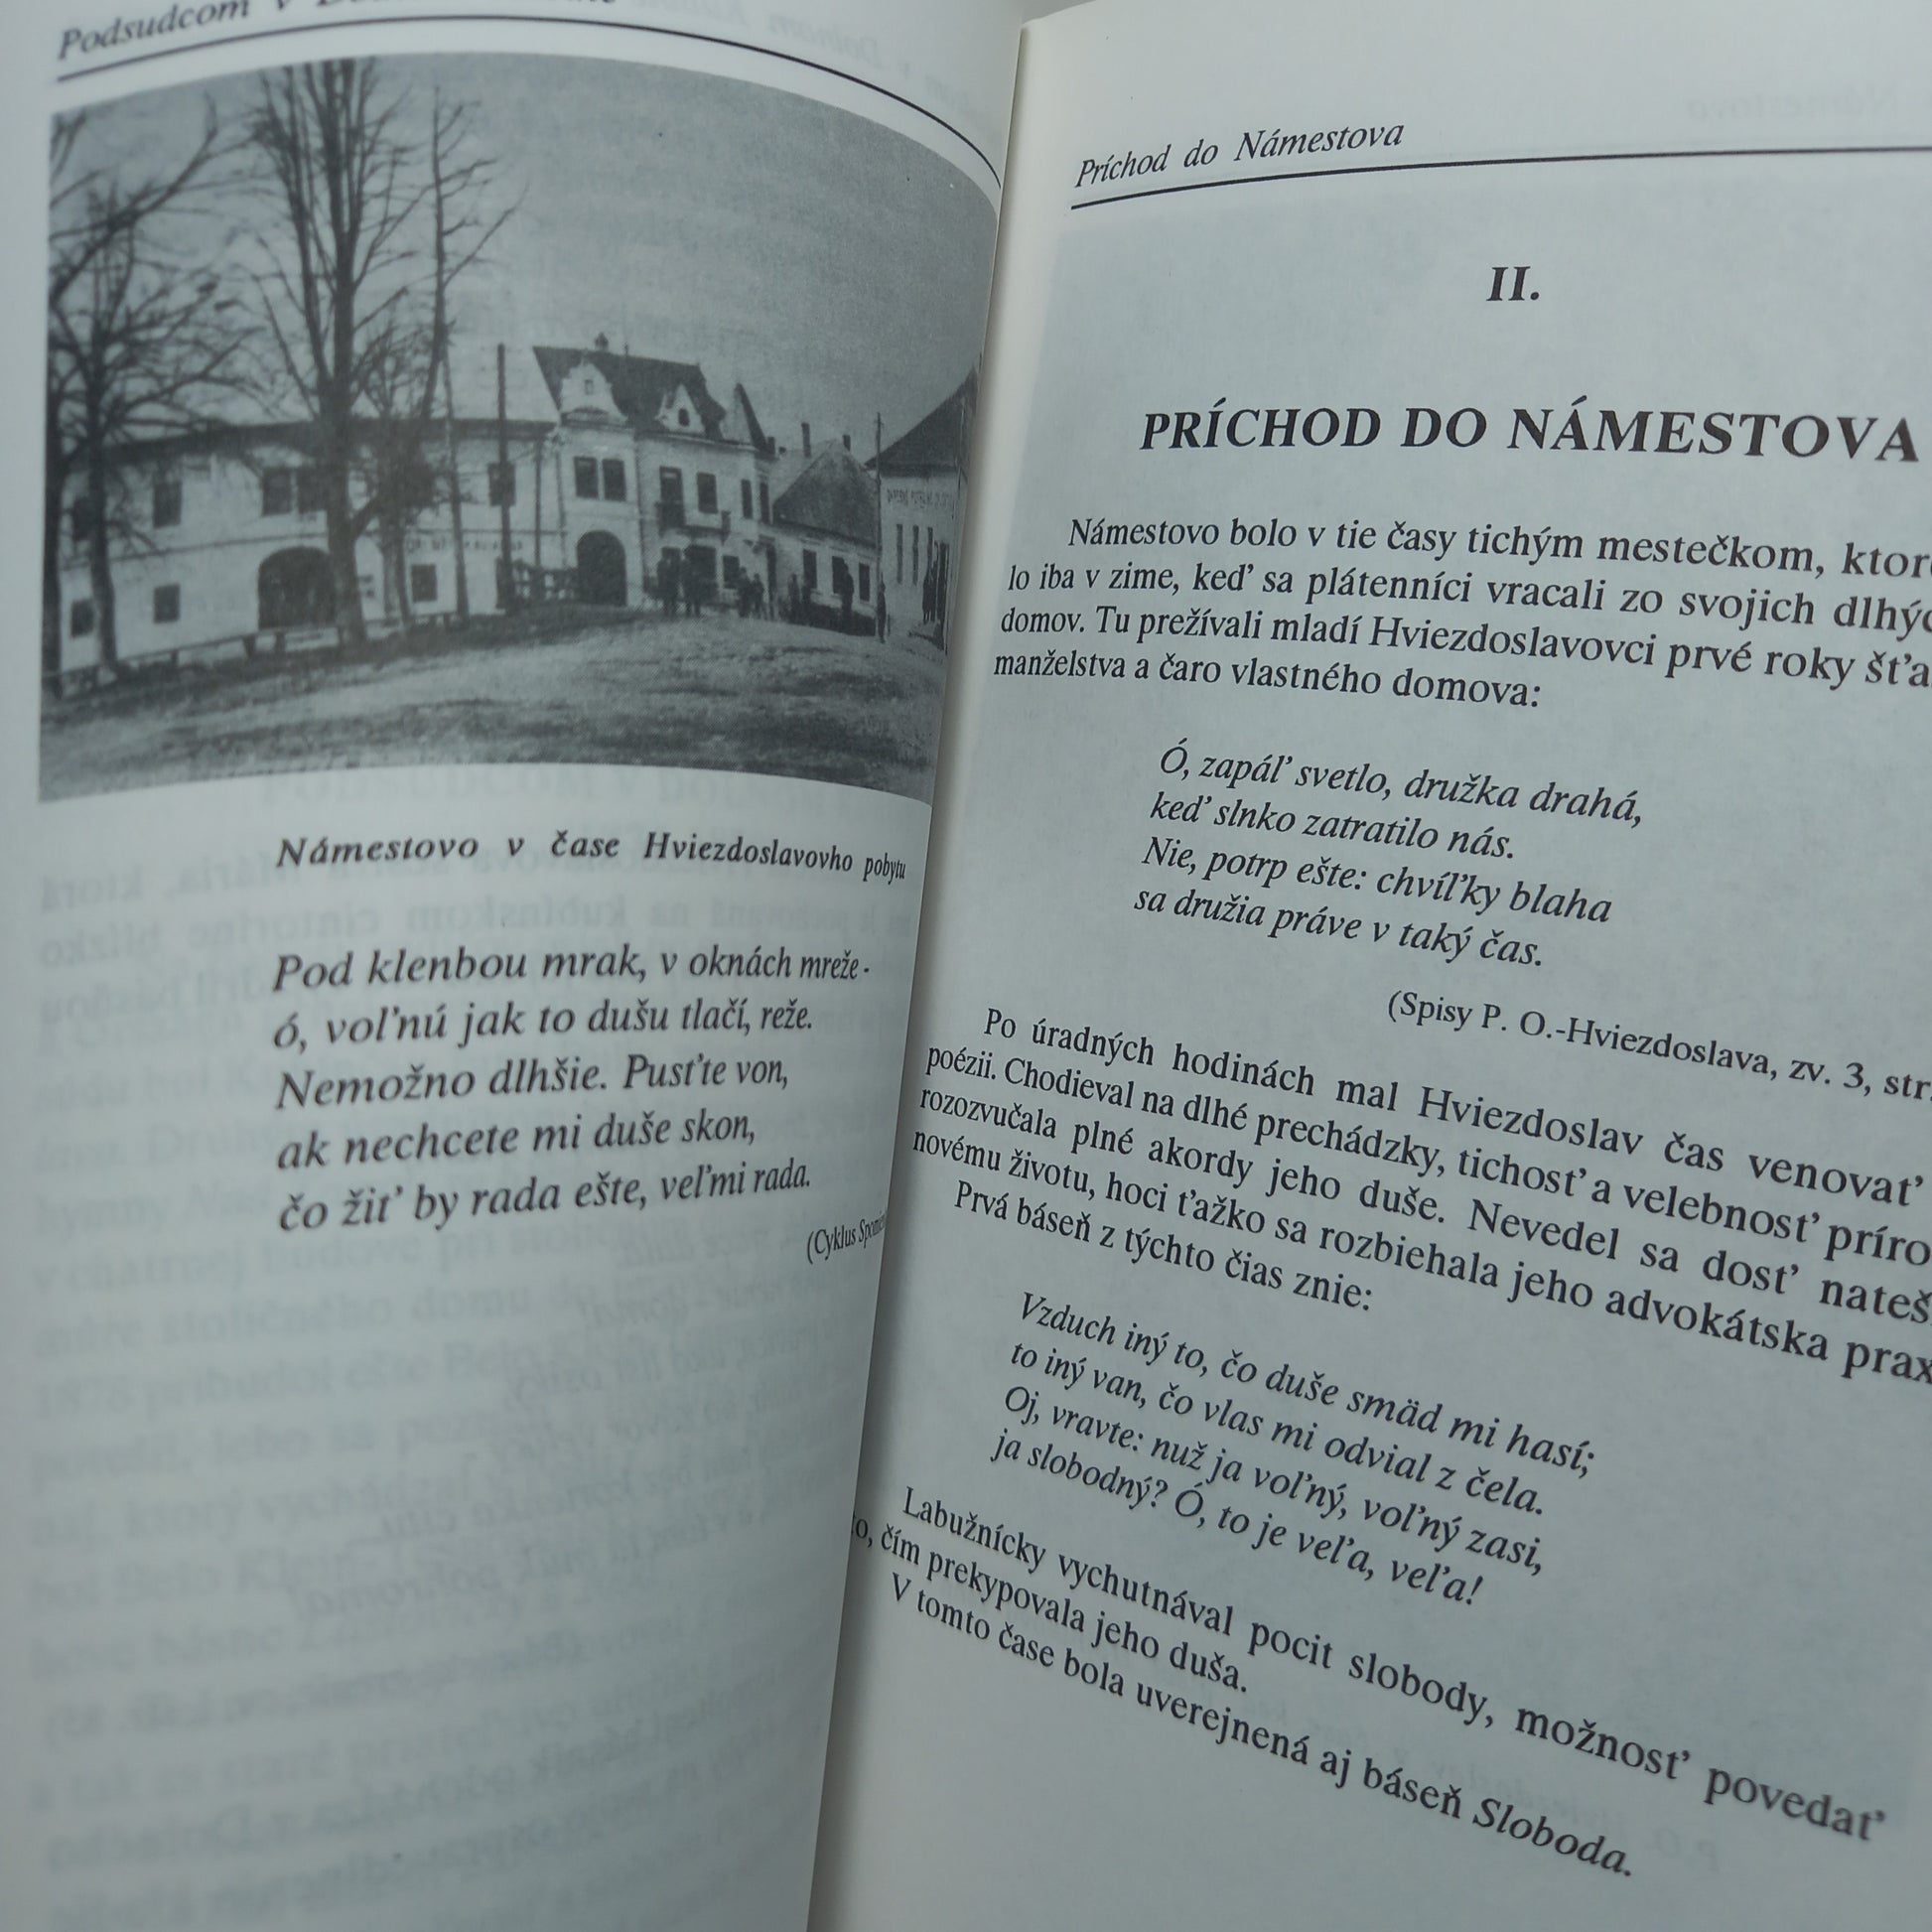 Podsudcom v
Námestovo v čase Hviezdoslavovho pobytu
Pod klenbou mrak, v oknách mreže -
ó, voľnú jak to dušu tlačí, reže.
Nemožno dlhšie. Pusťte von,
ak nechcete mi duše skon,
čo žiť by rada ešte, veľmi rada.
(Cyklus
Príchod do Námestova
II.
PRÍCHOD DO NÁMESTOVA
Námestovo bolo v tie časy tichým mestečkom,
lo iba v zime, keď sa plátenníci vracali zo svojich
domov. Tu prežívali mladí Hviezdoslavovci prvé roky
manželstva a čaro vlastného domova:
Ó, zapáľ svetlo, družka drahá,
keď slnko zatratilo nás.
Nie, potrp ešte: chvíľky blaha
sa družia práve v taký čas.
(Spisy P. O.-Hviezdoslava, zv. 3, str.
Po úradných hodinách mal Hviezdoslav čas venovať
poézii. Chodieval na dlhé prechádzky, tichosť a velebnosť
rozozvučala plné akordy jeho duše. Nevedel sa dosť
novému životu, hoci ťažko sa rozbiehala jeho advokátska
Prvá báseň z týchto čias znie:
Vzduch iný to, čo duše smäd mi hasí;
to iný van, čo vlas mi odvial z čela.
Oj, vravte: nuž ja voľný, voľný zasi,
ja slobodný? Ó, to je veľa, veľa!
Labužnícky vychutnával pocit slobody, možnosť povedať
to, čím prekypovala jeho duša.
V tomto čase bola uverejnená aj báseň Sloboda.